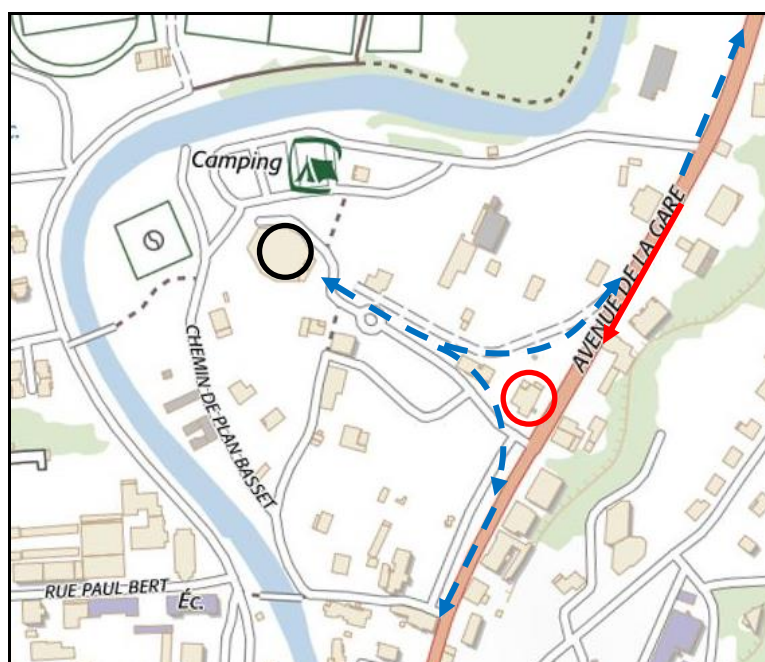 c.
Camping
AVENUE DE LA GARE
CHEMIN DE PLAN BASSET
RUE PAUL BERT
Éc.